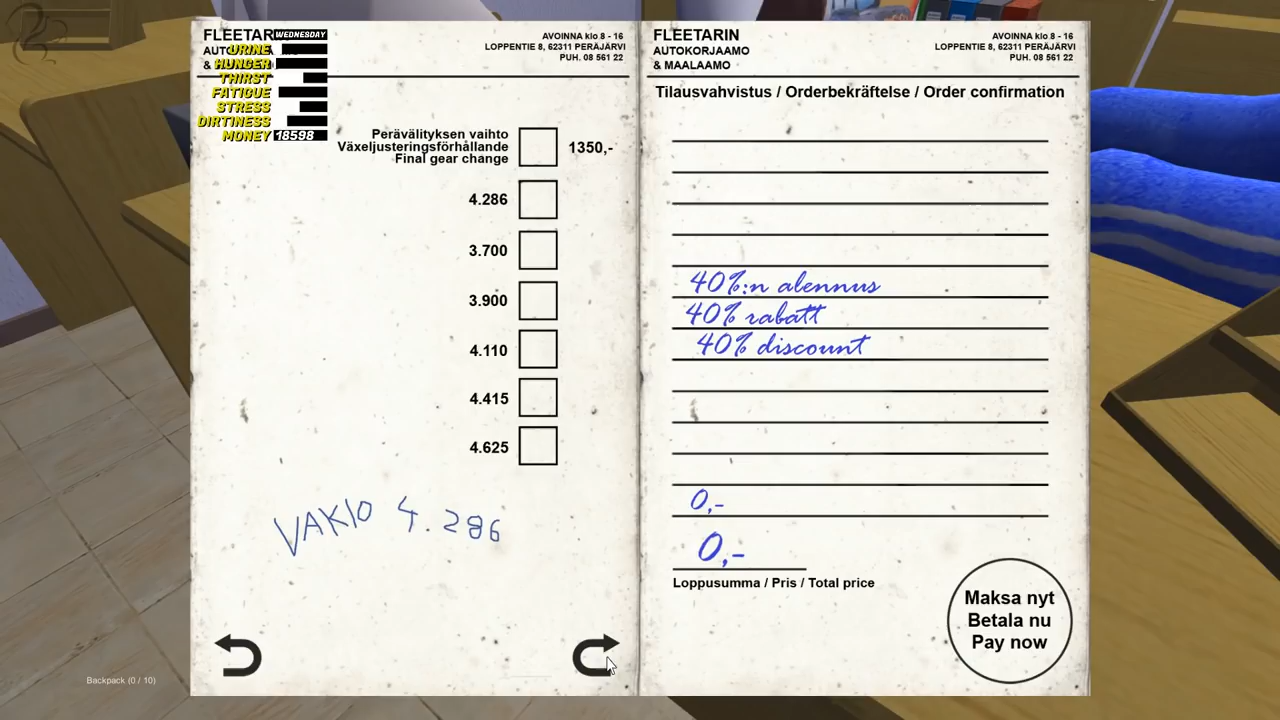 FLEETAR
WEDNESDAY
AUTO
URINE
& HUNGER
THIRST
FATIGUE
STRESS
DIRTINESS
MONEY 18598
AVOINNA klo 8 - 16
LOPPENTIE 8, 62311 PERÄJÄRVI
PUH. 08 561 22
Perävälityksen vaihto
Växeljusteringsförhållande
Final gear change
1350,-
4.286
3.700
3.900
4.110
4.415
4.625
VAKIO 4.286
FLEETARIN
AUTOKORJAAMO
& MAALAAMO
AVOINNA klo 8 - 16
LOPPENTIE 8, 62311 PERÄJÄRVI
PUH. 08 561 22
Tilausvahvistus / Orderbekräftelse / Order confirmation
40%:n alennus
40% rabatt
40% discount
0,-
0,-
Loppusumma / Pris / Total price
Maksa nyt
Betala nu
Pay now
Backpack (0 / 10)